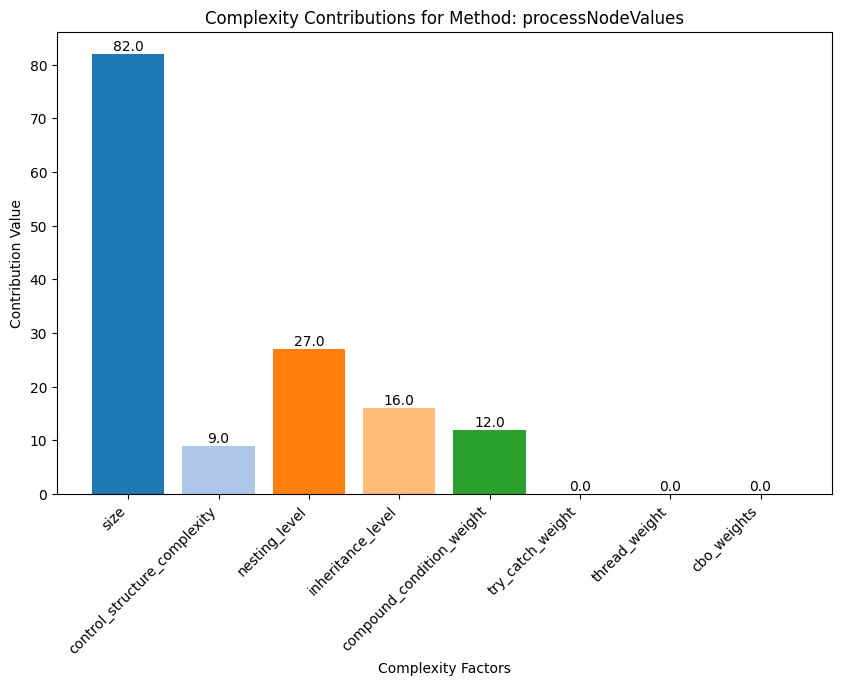 Complexity Contributions for Method: processNodeValues
82.0
9.0
27.0
16.0
12.0
0.0
0.0
0.0
Contribution Value
80
70
60
50
40
30
20
10
0
size
control_structure_complexity
nesting_level
inheritance_level
compound_condition_weight
try_catch_weight
thread_weight
cbo_weights
Complexity Factors